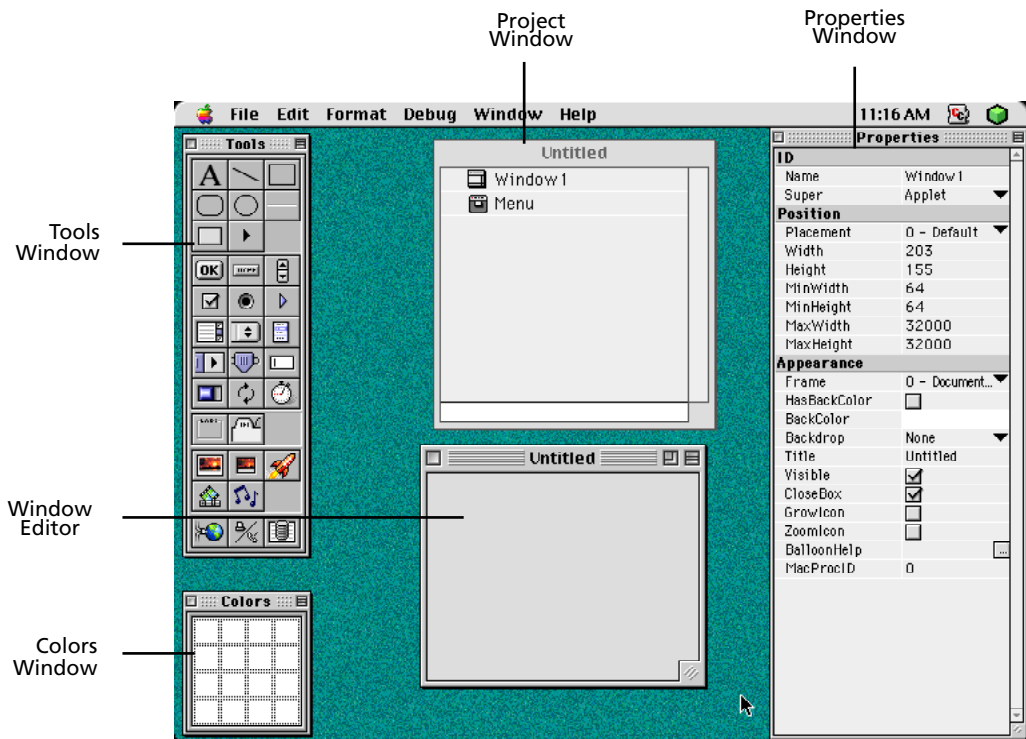 Project
Window
Properties
Window
File Edit Format Debug Window Help
11:16 AM
Tools
Window
Window
Editor
Colors
Window
Tools
A
OK
Colors
Untitled
Window1
Menu
Untitled
Properties
ID
Name Window1
Super Applet
Position
Placement 0 - Default
Width 203
Height 155
MinWidth 64
MinHeight 64
MaxWidth 32000
MaxHeight 32000
Appearance
Frame 0 - Document...
HasBackColor
BackColor
Backdrop None
Title Untitled
Visible
CloseBox
GrowIcon
ZoomIcon
BalloonHelp ...
MacProcID 0